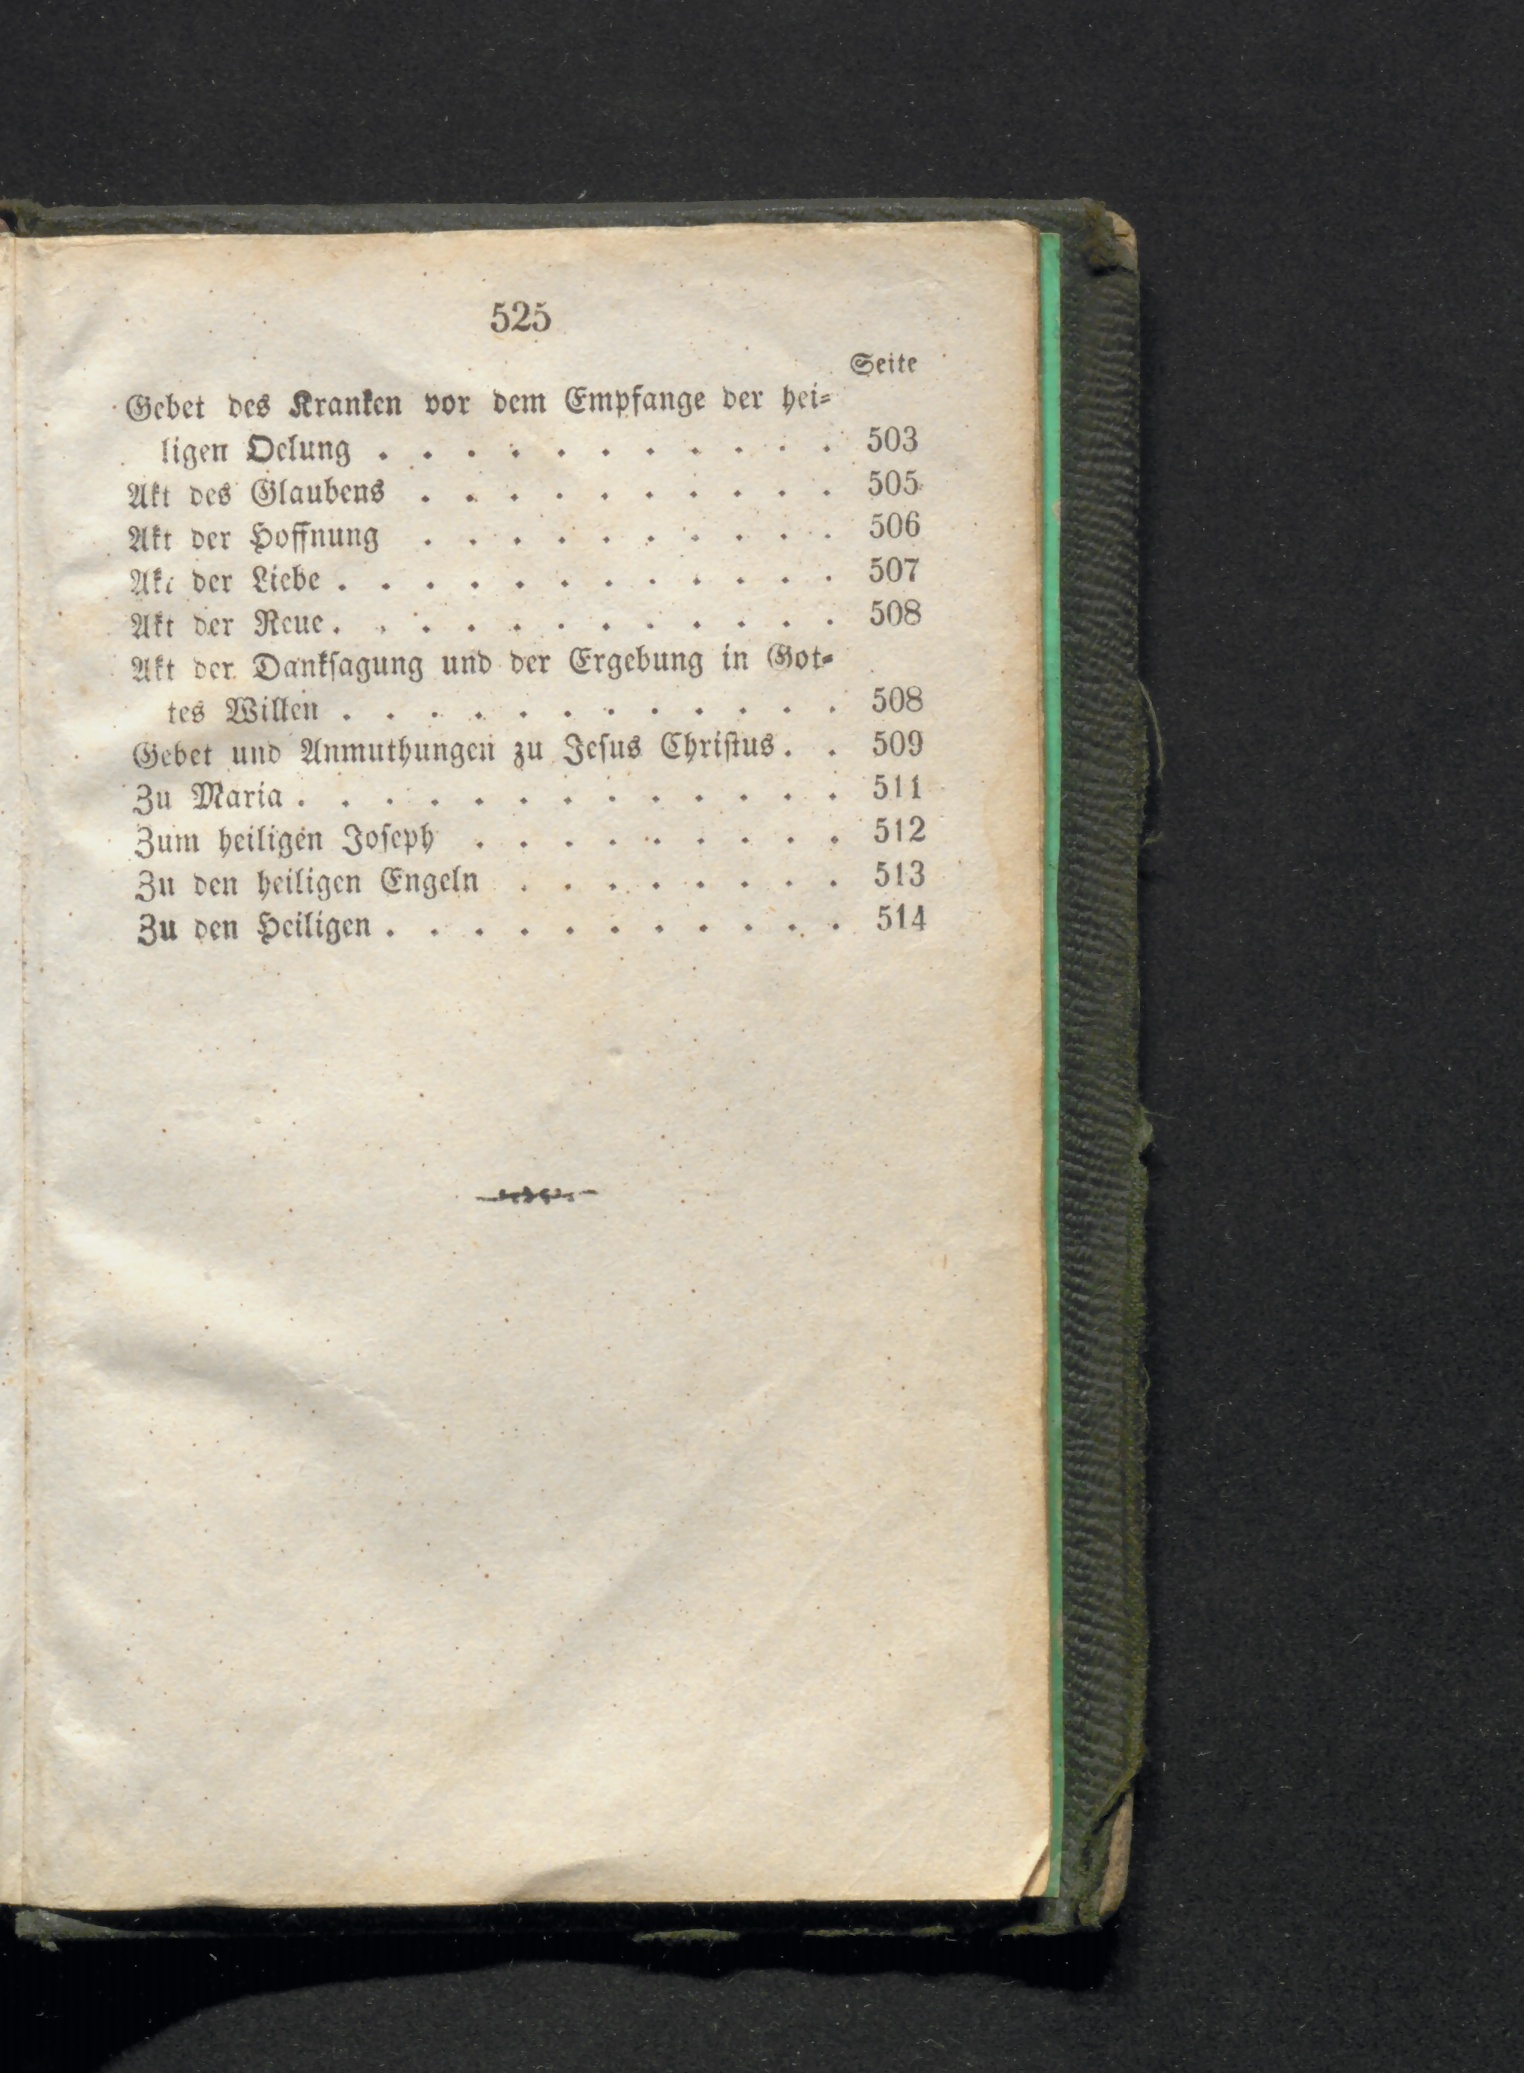 525
Seite
Gebet des Kranken vor dem Empfange der hei-
ligen Oelung . . . . . . . . . . . 503
Akt des Glaubens . . . . . . . . . . 505
Akt der Hoffnung . . . . . . . . . . 506
Akt der Liebe . . . . . . . . . . . . 507
Akt der Reue . . . . . . . . . . . . 508
Akt der Dankſagung und der Ergebung in Got-
tes Willen . . . . . . . . . . . . 508
Gebet und Anmuthungen zu Jeſus Chriſtus . . 509
Zu Maria . . . . . . . . . . . . . 511
Zum heiligen Joſeph . . . . . . . . . 512
Zu den heiligen Engeln . . . . . . . . 513
Zu den Heiligen . . . . . . . . . . . 514